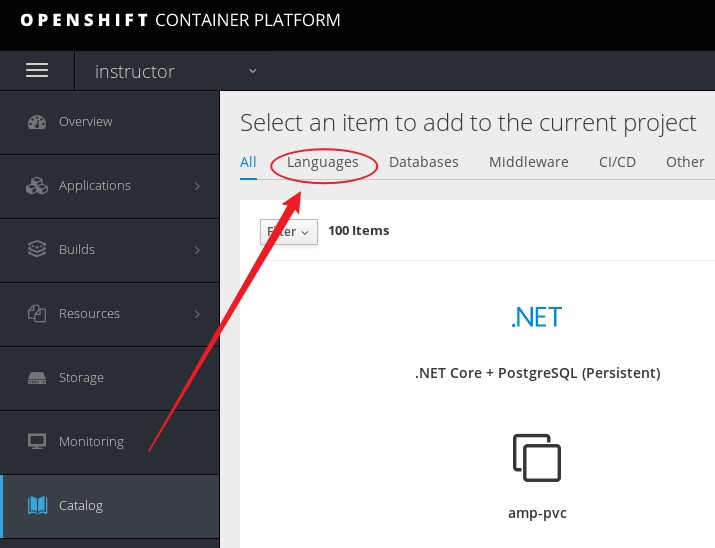 OPENSHIFT CONTAINER PLATFORM
instructor
Overview
Applications
Builds
Resources
Storage
Monitoring
Catalog
Select an item to add to the current project
All Languages Databases Middleware CI/CD Other
Filter 100 Items
.NET
.NET Core + PostgreSQL (Persistent)
amp-pvc